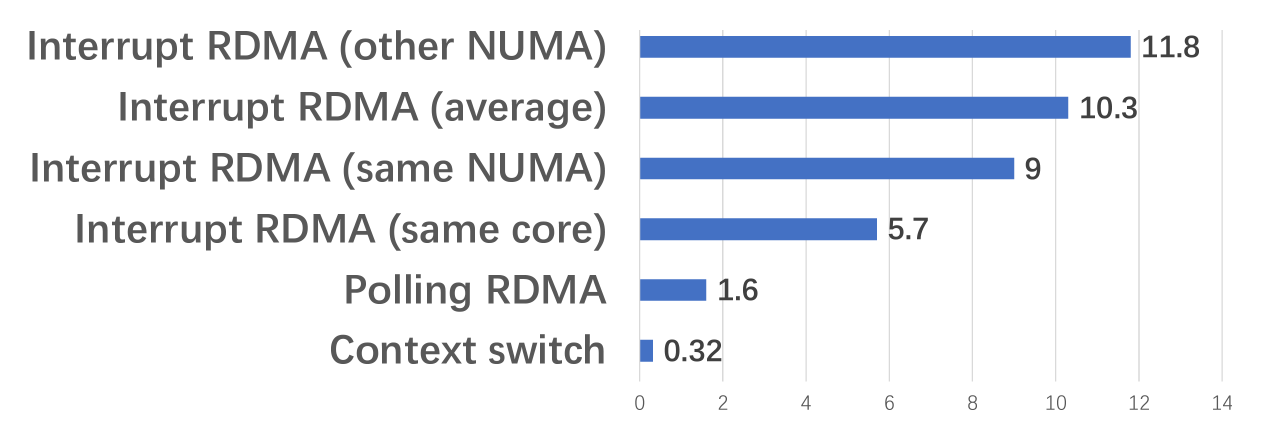 Interrupt RDMA (other NUMA) 11.8
Interrupt RDMA (average) 10.3
Interrupt RDMA (same NUMA) 9
Interrupt RDMA (same core) 5.7
Polling RDMA 1.6
Context switch 0.32
0 2 4 6 8 10 12 14